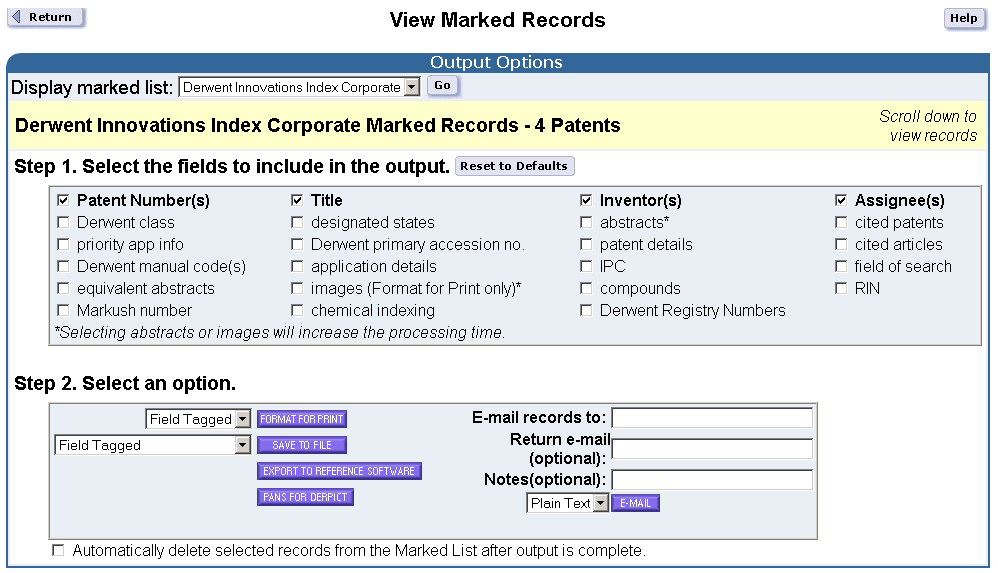 Return
View Marked Records
Help
Output Options
Display marked list: Derwent Innovations Index Corporate Go
Derwent Innovations Index Corporate Marked Records - 4 Patents
Scroll down to
view records
Step 1. Select the fields to include in the output. Reset to Defaults
Patent Number(s) Title Inventor(s) Assignee(s)
Derwent class designated states abstracts* cited patents
priority app info Derwent primary accession no. patent details cited articles
Derwent manual code(s) application details IPC field of search
equivalent abstracts images (Format for Print only)* compounds RIN
Markush number chemical indexing Derwent Registry Numbers
*Selecting abstracts or images will increase the processing time.
Step 2. Select an option.
Field Tagged FORMAT FOR PRINT E-mail records to:
Field Tagged SAVE TO FILE Return e-mail
(optional):
EXPORT TO REFERENCE SOFTWARE Notes(optional):
PANS FOR DERPICT Plain Text E-MAIL
Automatically delete selected records from the Marked List after output is complete.